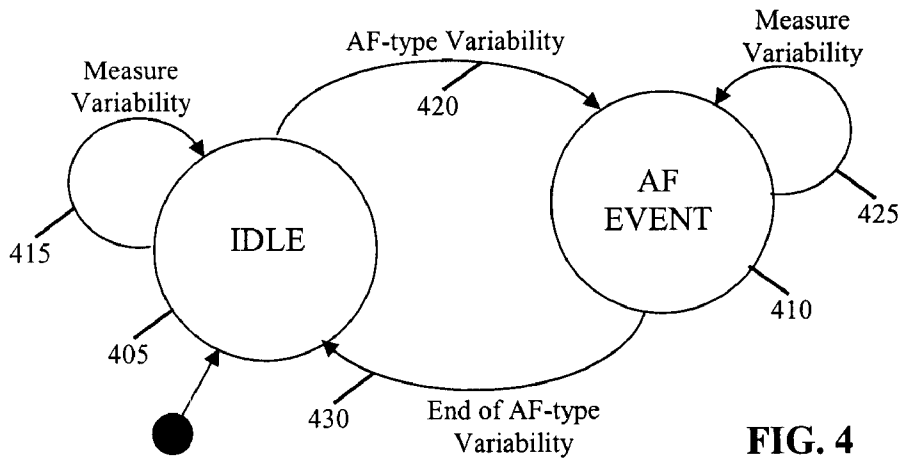 AF-type Variability
420
Measure
Variability
Measure
Variability
415
IDLE
405
AF
EVENT
425
410
430
End of AF-type
Variability
FIG. 4